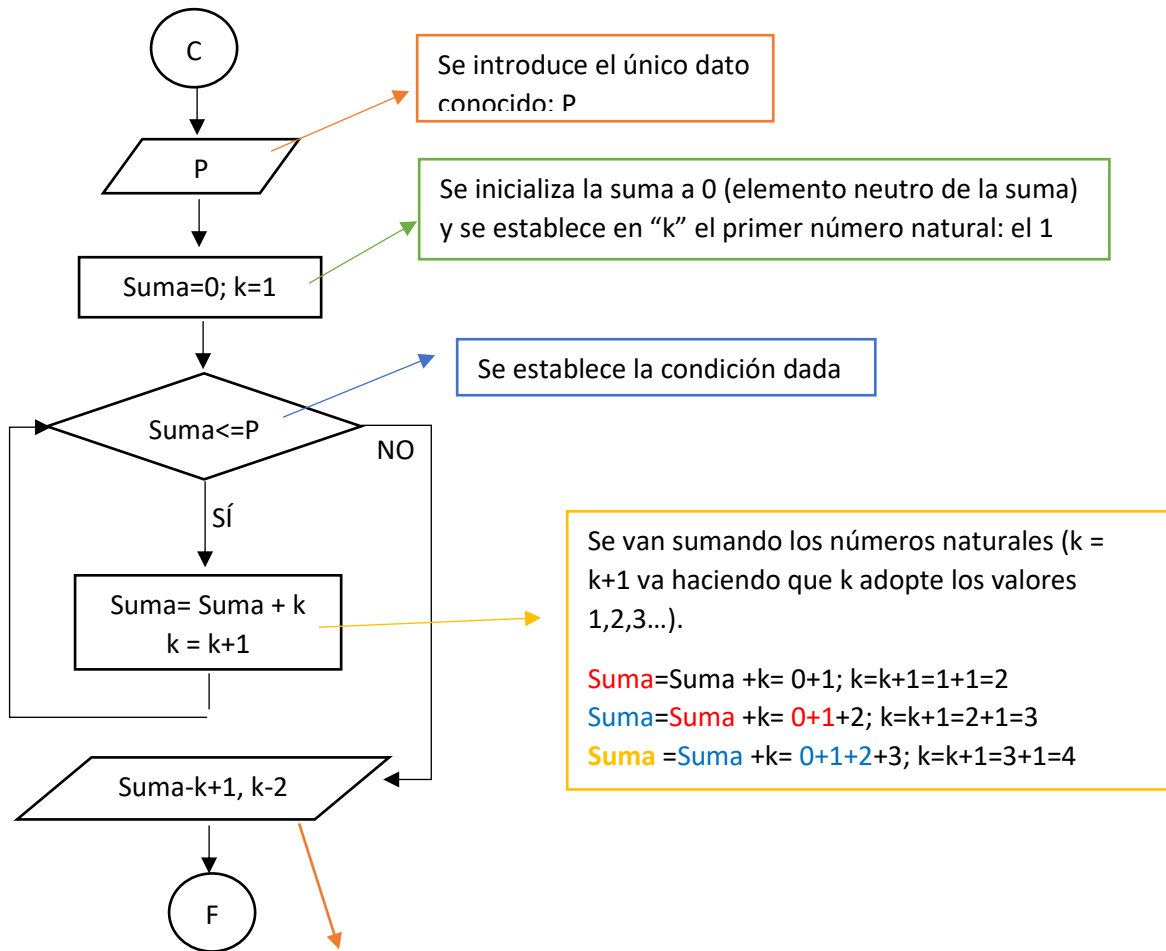 C
Se introduce el único dato
conocido: P
P
Se inicializa la suma a 0 (elemento neutro de la suma)
y se establece en “k” el primer número natural: el 1
Suma=0; k=1
Se establece la condición dada
Suma<=P
NO
SÍ
Se van sumando los números naturales (k =
k+1 va haciendo que k adopte los valores
1,2,3...).
Suma= Suma + k
k = k+1
Suma=Suma +k= 0+1; k=k+1=1+1=2
Suma=Suma +k= 0+1+2; k=k+1=2+1=3
Suma =Suma +k= 0+1+2+3; k=k+1=3+1=4
Suma-k+1, k-2
F